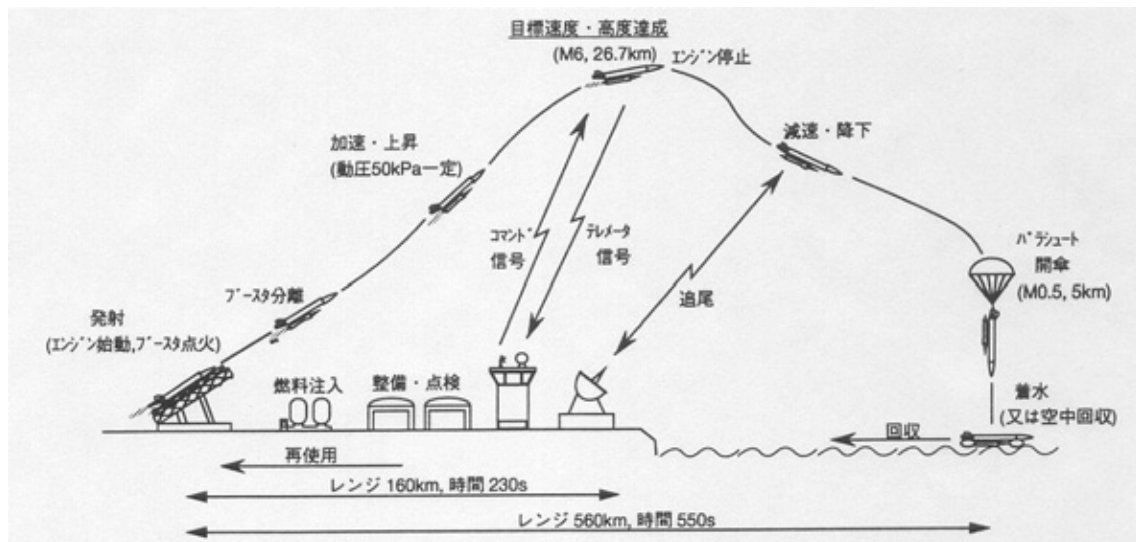 目標速度・高度達成
(M6, 26.7km)
ｴﾝｼﾞﾝ停止
加速・上昇
(動圧50kPa一定)
減速・降下
ｺﾏﾝﾄﾞ
信号
ﾃﾚﾒｰﾀ
信号
追尾
ﾊﾟﾗｼｭｰﾄ
開傘
(M0.5, 5km)
ﾌﾞｰｽﾀ分離
発射
(ｴﾝｼﾞﾝ始動,ﾌﾞｰｽﾀ点火)
燃料注入
整備・点検
着水
(又は空中回収)
回収
再使用
レンジ 160km, 時間 230s
レンジ 560km, 時間 550s